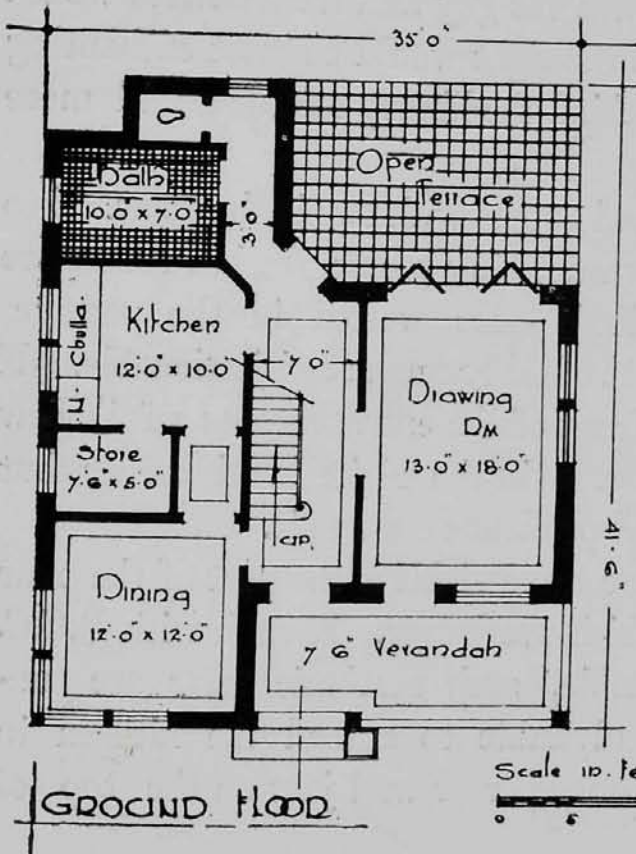 35'0"
Open
Terrace
Bath
10.0" x 7.0"
3.0"
Kitchen
12'.0" x 10.0
Chulla.
7 0"
Drawing
RM
13'.0" x 18.0"
Store
7'.6" x 5.0"
UP.
41'.6"
Dining
12'.0" x 12'.0"
7 6" Verandah
Scale in. Fe
0 5
GROUND. FLOOR.